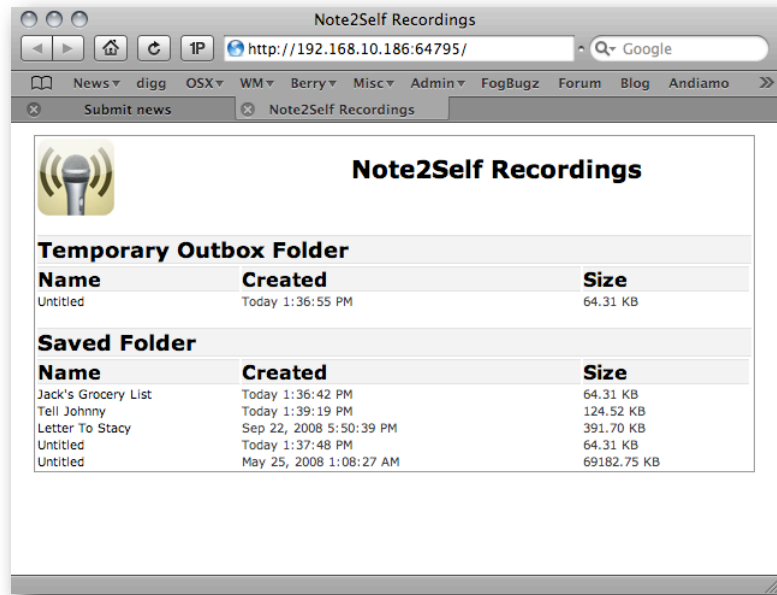 Note2Self Recordings
1P http://192.168.10.186:64795/ Google
News digg OSX WM Berry Misc Admin FogBugz Forum Blog Andiamo
Submit news Note2Self Recordings
Note2Self Recordings
Temporary Outbox Folder
Name Created Size
Untitled Today 1:36:55 PM 64.31 KB
Saved Folder
Name Created Size
Jack's Grocery List Today 1:36:42 PM 64.31 KB
Tell Johnny Today 1:39:19 PM 124.52 KB
Letter To Stacy Sep 22, 2008 5:50:39 PM 391.70 KB
Untitled Today 1:37:48 PM 64.31 KB
Untitled May 25, 2008 1:08:27 AM 69182.75 KB